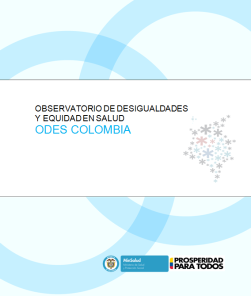 OBSERVATORIO DE DESIGUALDADES
Y EQUIDAD EN SALUD
ODES COLOMBIA
MinSalud
PROSPERIDAD
PARA TODOS